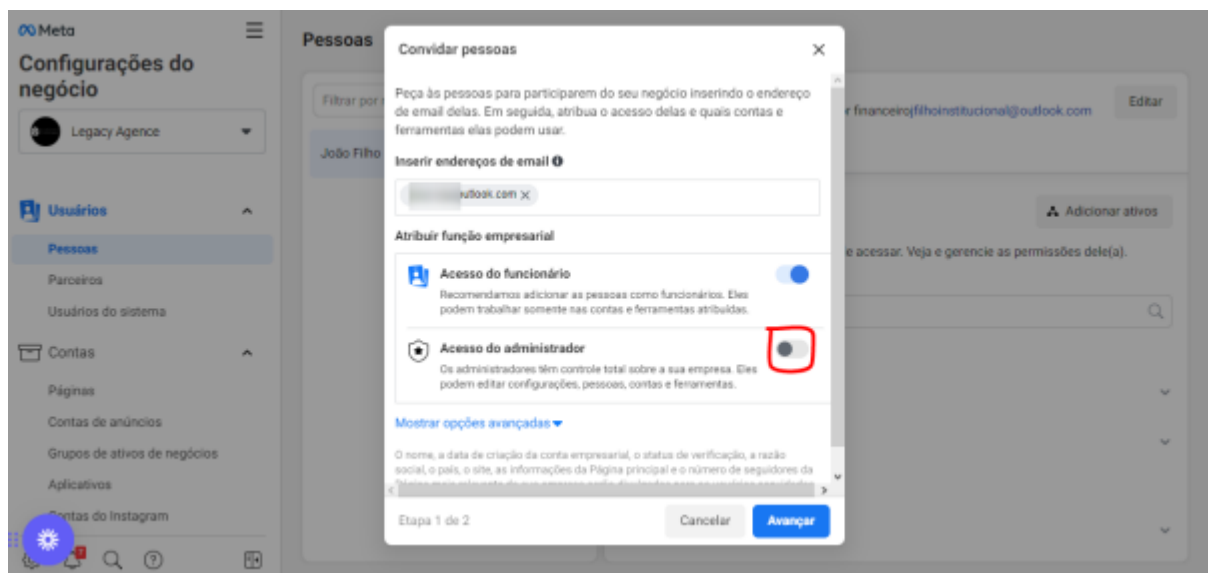 Meta
Configurações do
negócio
Legacy Agence
Usuários
Pessoas
Parceiros
Usuários do sistema
Contas
Páginas
Contas de anúncios
Grupos de ativos de negócios
Aplicativos
Contas do Instagram
Pessoas
Filtrar por
João Filho
Convidar pessoas
Peça às pessoas para participarem do seu negócio inserindo o endereço
de email delas. Em seguida, atribua o acesso delas e quais contas e
ferramentas elas podem usar.
Inserir endereços de email
utlook.com
Atribuir função empresarial
Acesso do funcionário
Recomendamos adicionar as pessoas como funcionários. Eles
podem trabalhar somente nas contas e ferramentas atribuídas.
Acesso do administrador
Os administradores têm controle total sobre a sua empresa. Eles
podem editar configurações, pessoas, contas e ferramentas.
Mostrar opções avançadas
O nome, a data de criação da conta empresarial, o status de verificação, a razão
social, o país, o site, as informações da Página principal e o número de seguidores da
Etapa 1 de 2
Cancelar
Avançar
r financeirojfilhoinstitucional@outlook.com
Editar
Adicionar ativos
e acessar. Veja e gerencie as permissões dele(a).